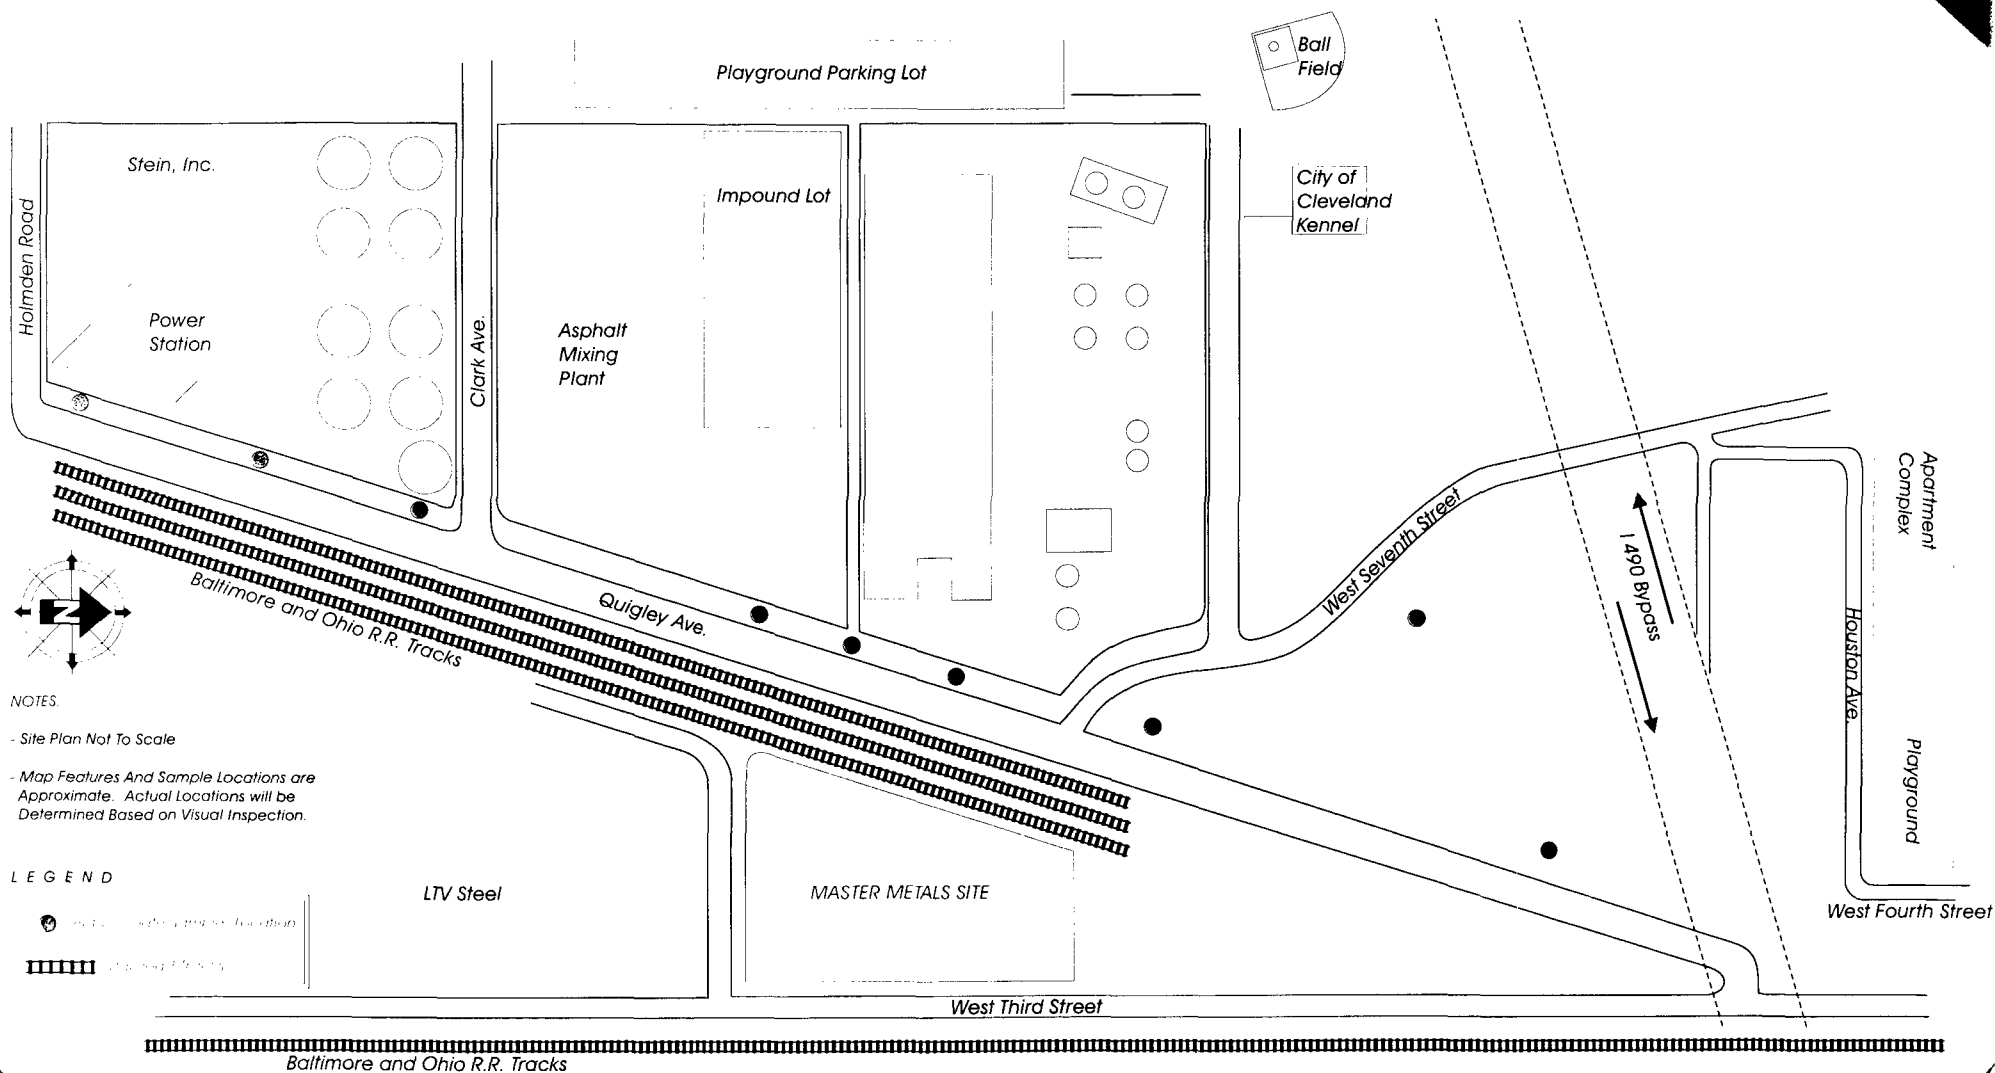 Ball
Field
Playground Parking Lot
Stein, Inc.
Impound Lot
City of
Cleveland
Kennel
Holmden Road
Power
Station
Clark Ave.
Asphalt
Mixing
Plant
West Seventh Street
Apartment
Complex
I 490 Bypass
Houston Ave.
Playground
Quigley Ave.
Baltimore and Ohio R.R. Tracks
N
NOTES.
- Site Plan Not To Scale
- Map Features And Sample Locations are
Approximate. Actual Locations will be
Determined Based on Visual Inspection.
LEGEND
Location
LTV Steel
MASTER METALS SITE
West Fourth Street
West Third Street
Baltimore and Ohio R.R. Tracks